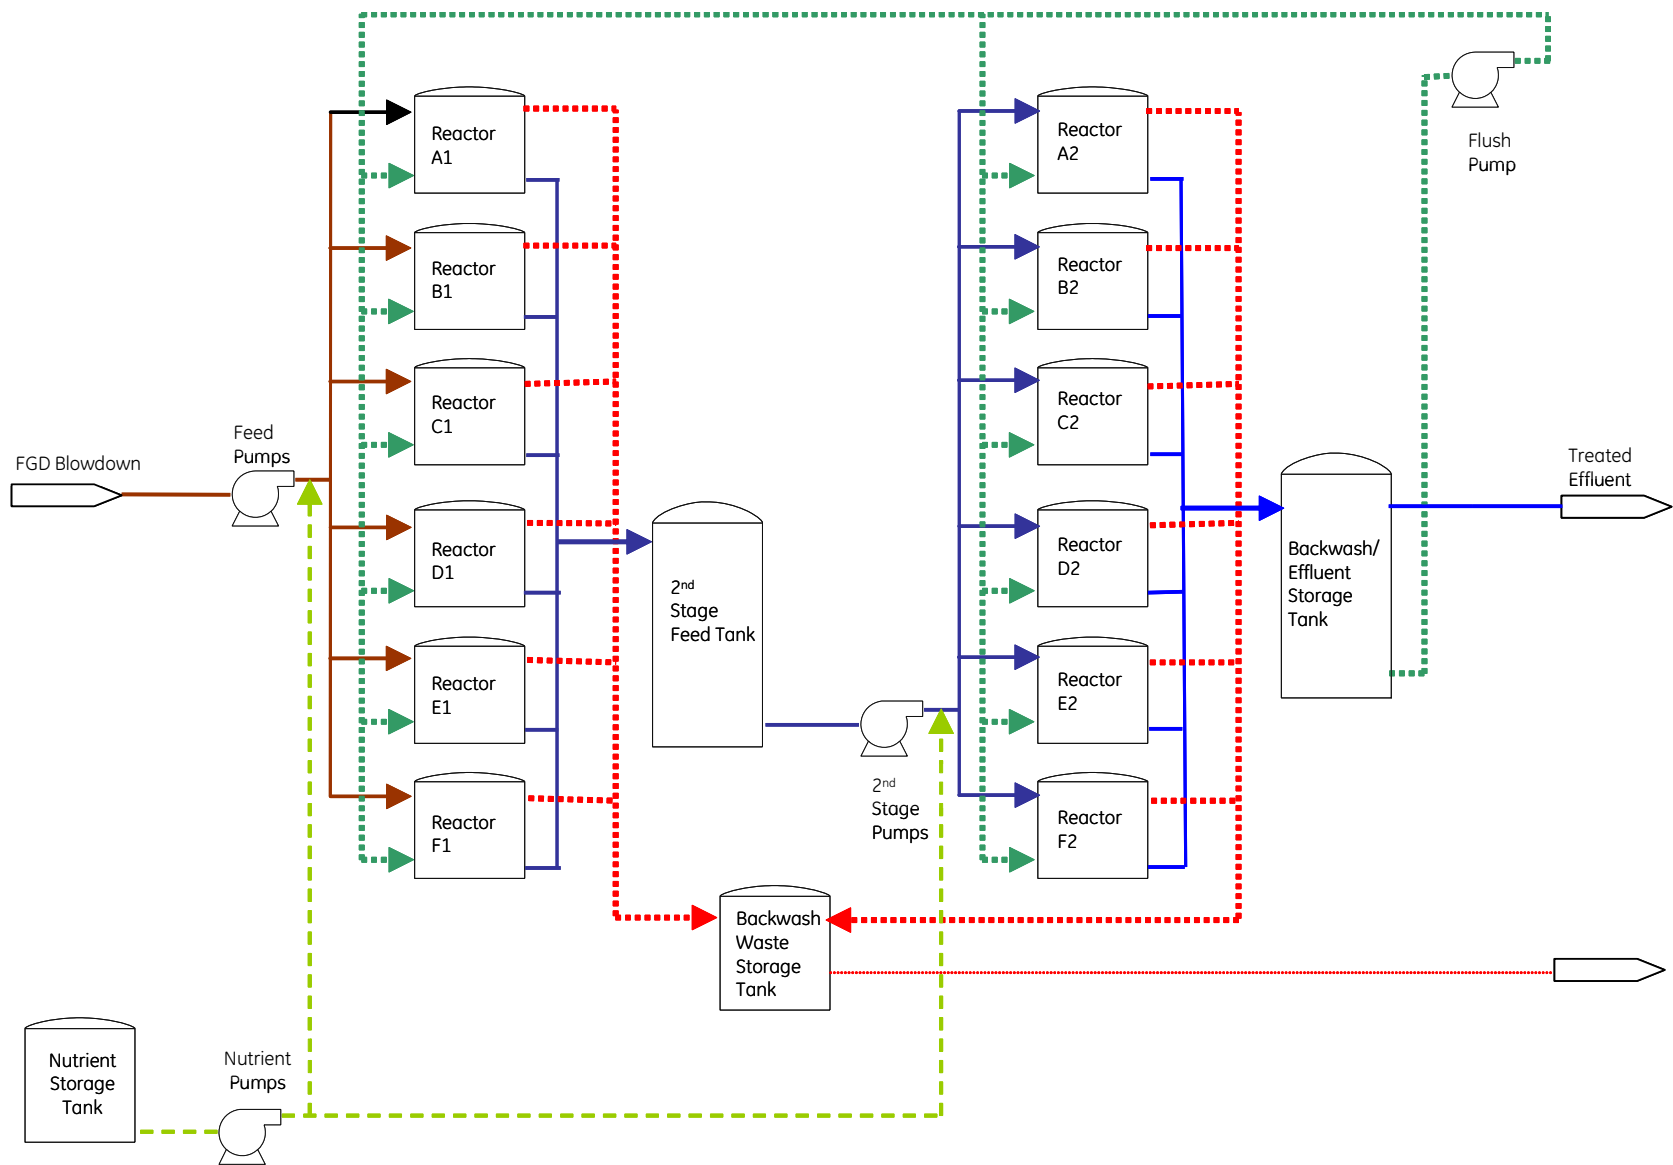 Flush
Pump
Reactor
A1
Reactor
A2
Reactor
B1
Reactor
B2
Reactor
C1
Reactor
C2
FGD Blowdown
Feed
Pumps
Treated
Effluent
Reactor
D1
Reactor
D2
2nd
Stage
Feed Tank
Backwash/
Effluent
Storage
Tank
Reactor
E1
Reactor
E2
2nd
Stage
Pumps
Reactor
F1
Reactor
F2
Backwash
Waste
Storage
Tank
Nutrient
Storage
Tank
Nutrient
Pumps